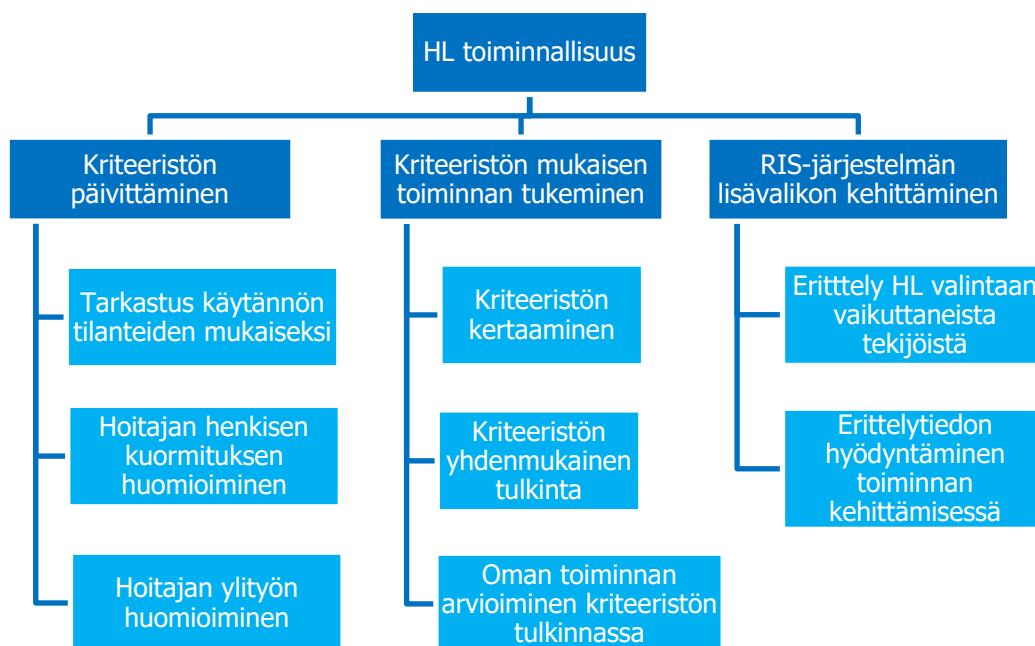 HL toiminnallisuus
Kriteeristön
päivittäminen
Tarkastus käytännön
tilanteiden mukaiseksi
Hoitajan henkisen
kuormituksen
huomioiminen
Hoitajan ylityön
huomioiminen
Kriteeristön mukaisen
toiminnan tukeminen
Kriteeristön
kertaaminen
Kriteeristön
yhdenmukainen
tulkinta
Oman toiminnan
arvioiminen kriteeristön
tulkinnassa
RIS-järjestelmän
lisävalikon kehittäminen
Eritttely HL valintaan
vaikuttaneista
tekijöistä
Erittelytiedon
hyödyntäminen
toiminnan
kehittämisessä